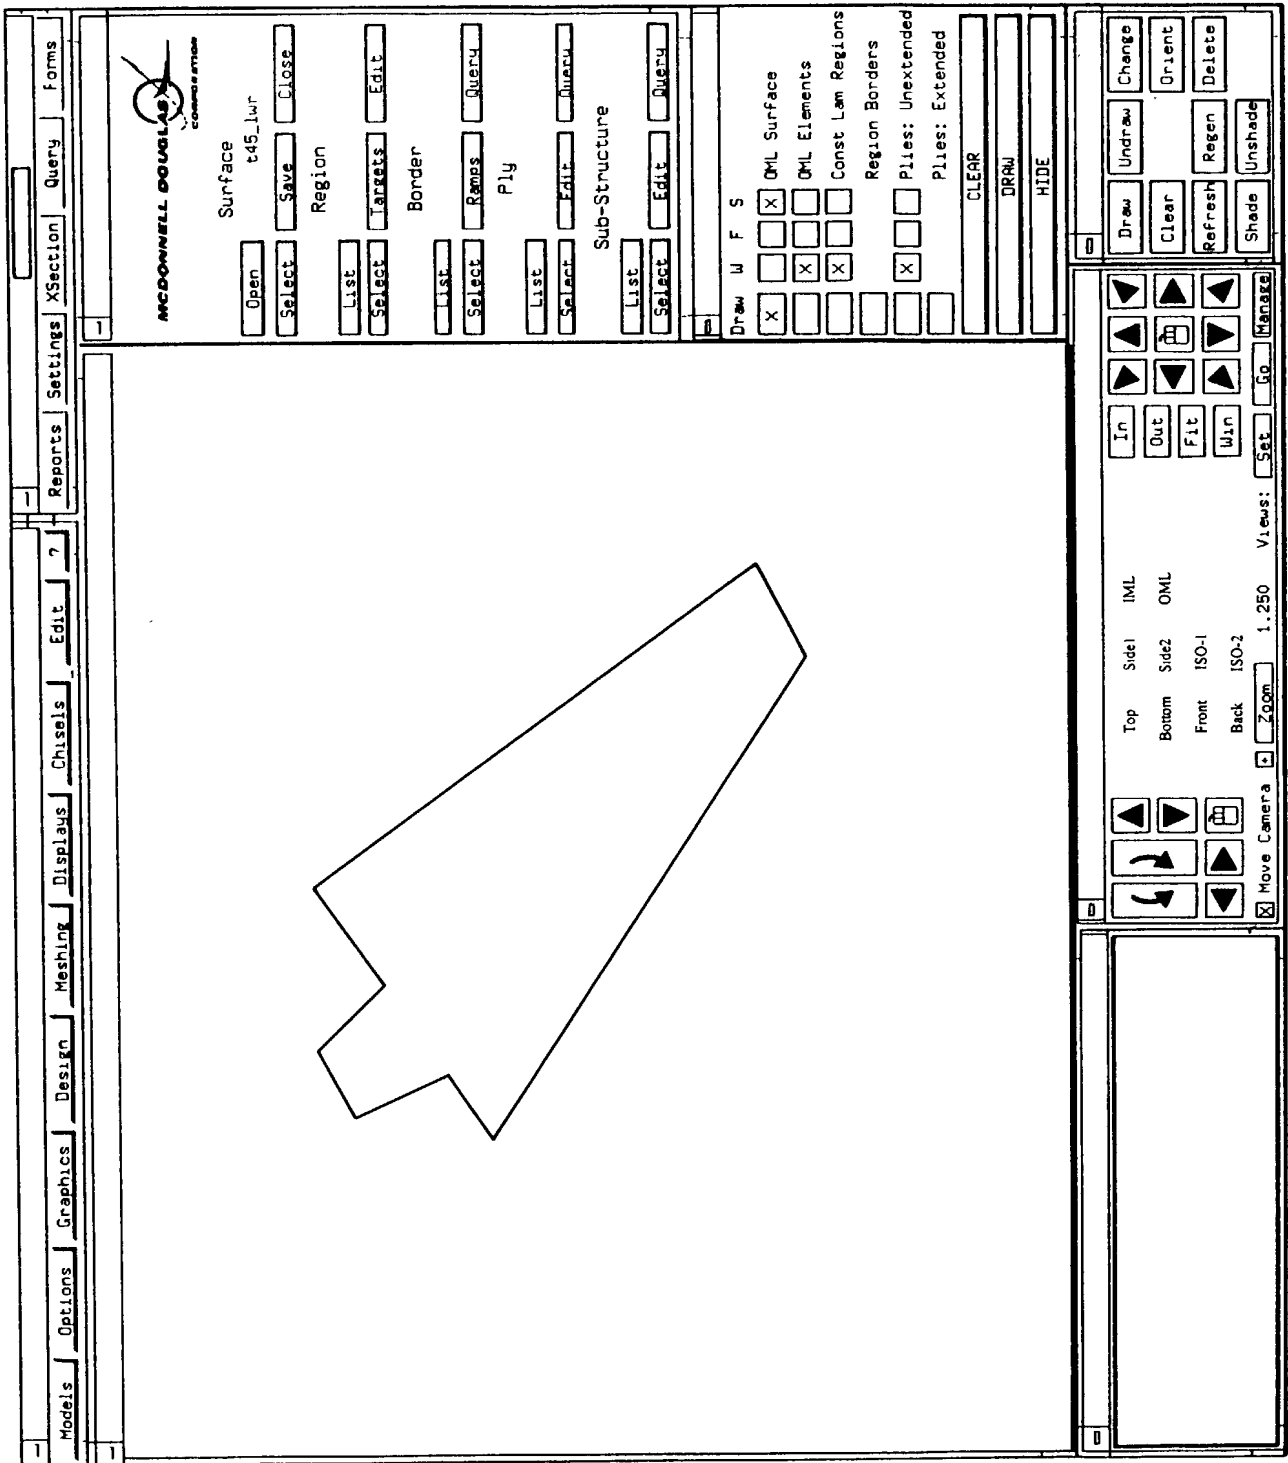 Models Options Graphics Design Meshing Displays Chisels Edit ?
Reports Settings XSection Query Forms
MCDONNELL DOUGLAS
CORPORATION
Surface
Open t45_lwr
Select Save Close
Region
List
Select Targets Edit
Border
List
Select Ramps Query
Ply
List
Select Edit Query
Sub-Structure
List
Select Edit Query
Draw W F S
X X OML Surface
X OML Elements
X Const Lam Regions
Region Borders
X Plies: Unextended
Plies: Extended
CLEAR
DRAW
HIDE
Top Side1 IML
Bottom Side2 OML
Front ISO-1
Back ISO-2
In
Out
Fit
Win
X Move Camera + Zoom 1.250 Views: Set Go Manage
Draw Undraw Change
Clear Orient
Refresh Regen Delete
Shade Unshade